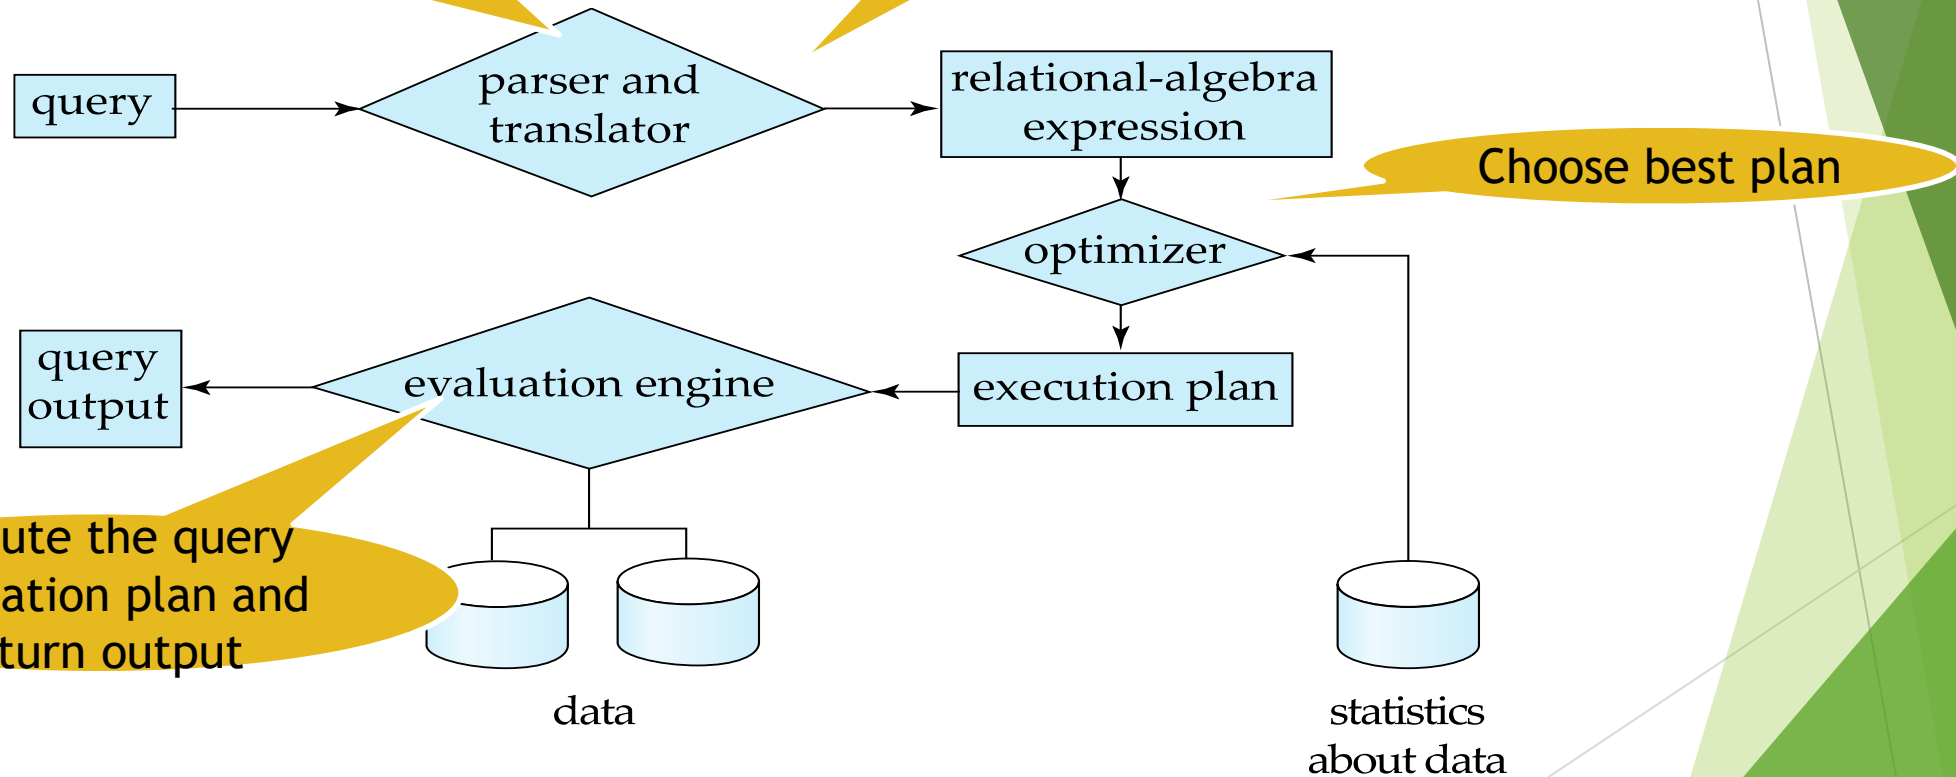 query
parser and
translator
relational-algebra
expression
Choose best plan
optimizer
query
output
evaluation engine
execution plan
ute the query
ation plan and
turn output
data
statistics
about data